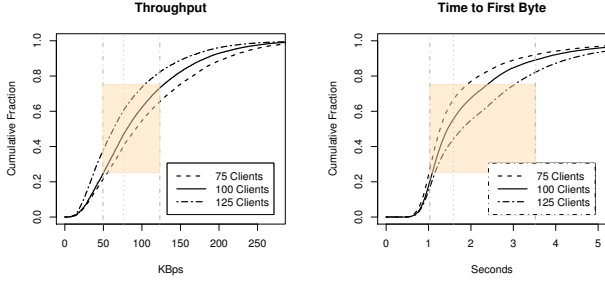 Throughput
Cumulative Fraction
1.0
0.8
0.6
0.4
0.2
0.0
75 Clients
100 Clients
125 Clients
0 50 100 150 200 250
KBps
Time to First Byte
Cumulative Fraction
1.0
0.8
0.6
0.4
0.2
0.0
75 Clients
100 Clients
125 Clients
0 1 2 3 4 5
Seconds